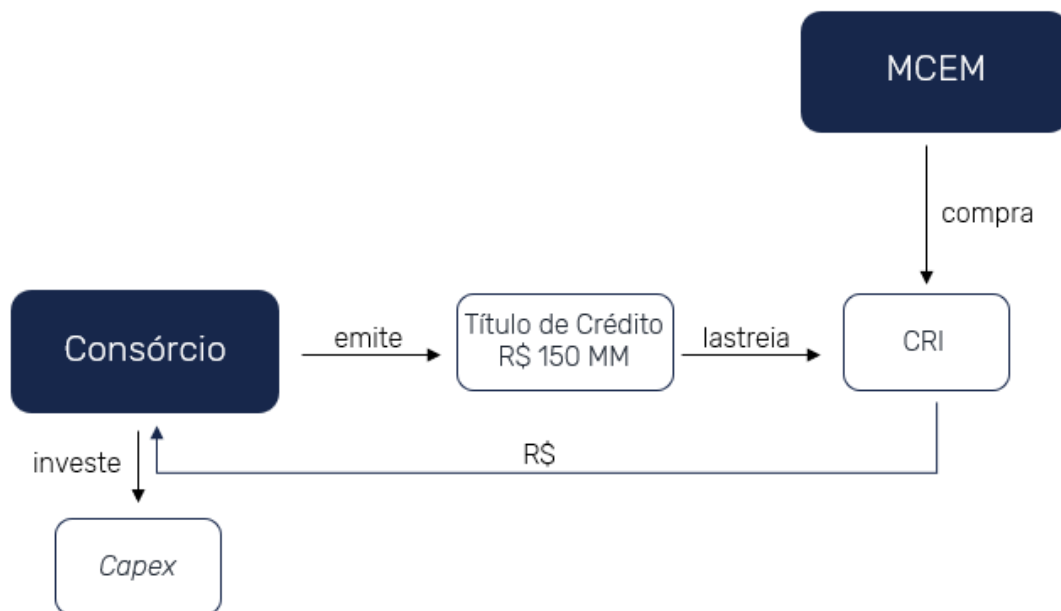 MCEM
compra
Consórcio
emite
Título de Crédito
R$ 150 MM
lastreia
CRI
investe
R$
Capex